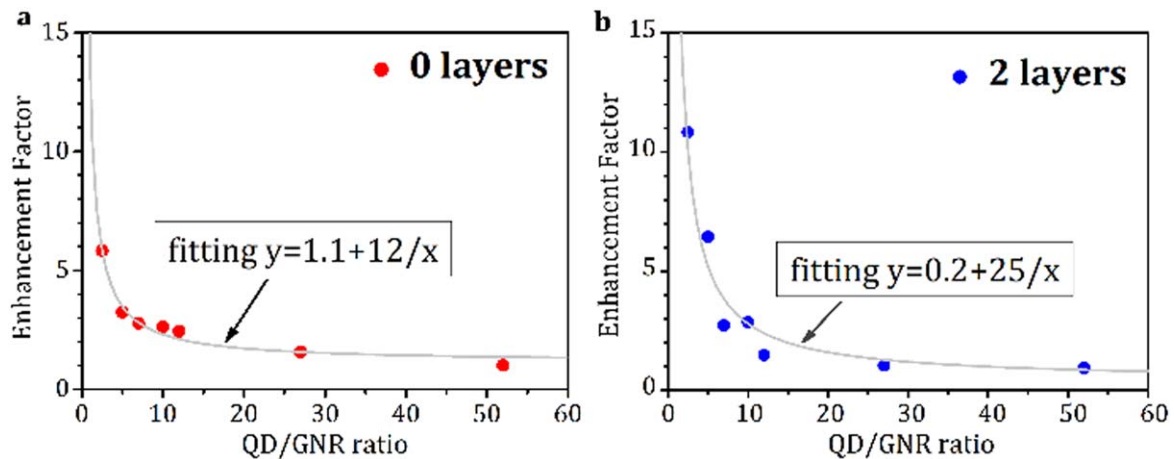 a
0 layers
Enhancement Factor
15
10
5
0
fitting y=1.1+12/x
0 10 20 30 40 50 60
QD/GNR ratio
b
2 layers
Enhancement Factor
15
10
5
0
fitting y=0.2+25/x
0 10 20 30 40 50 60
QD/GNR ratio